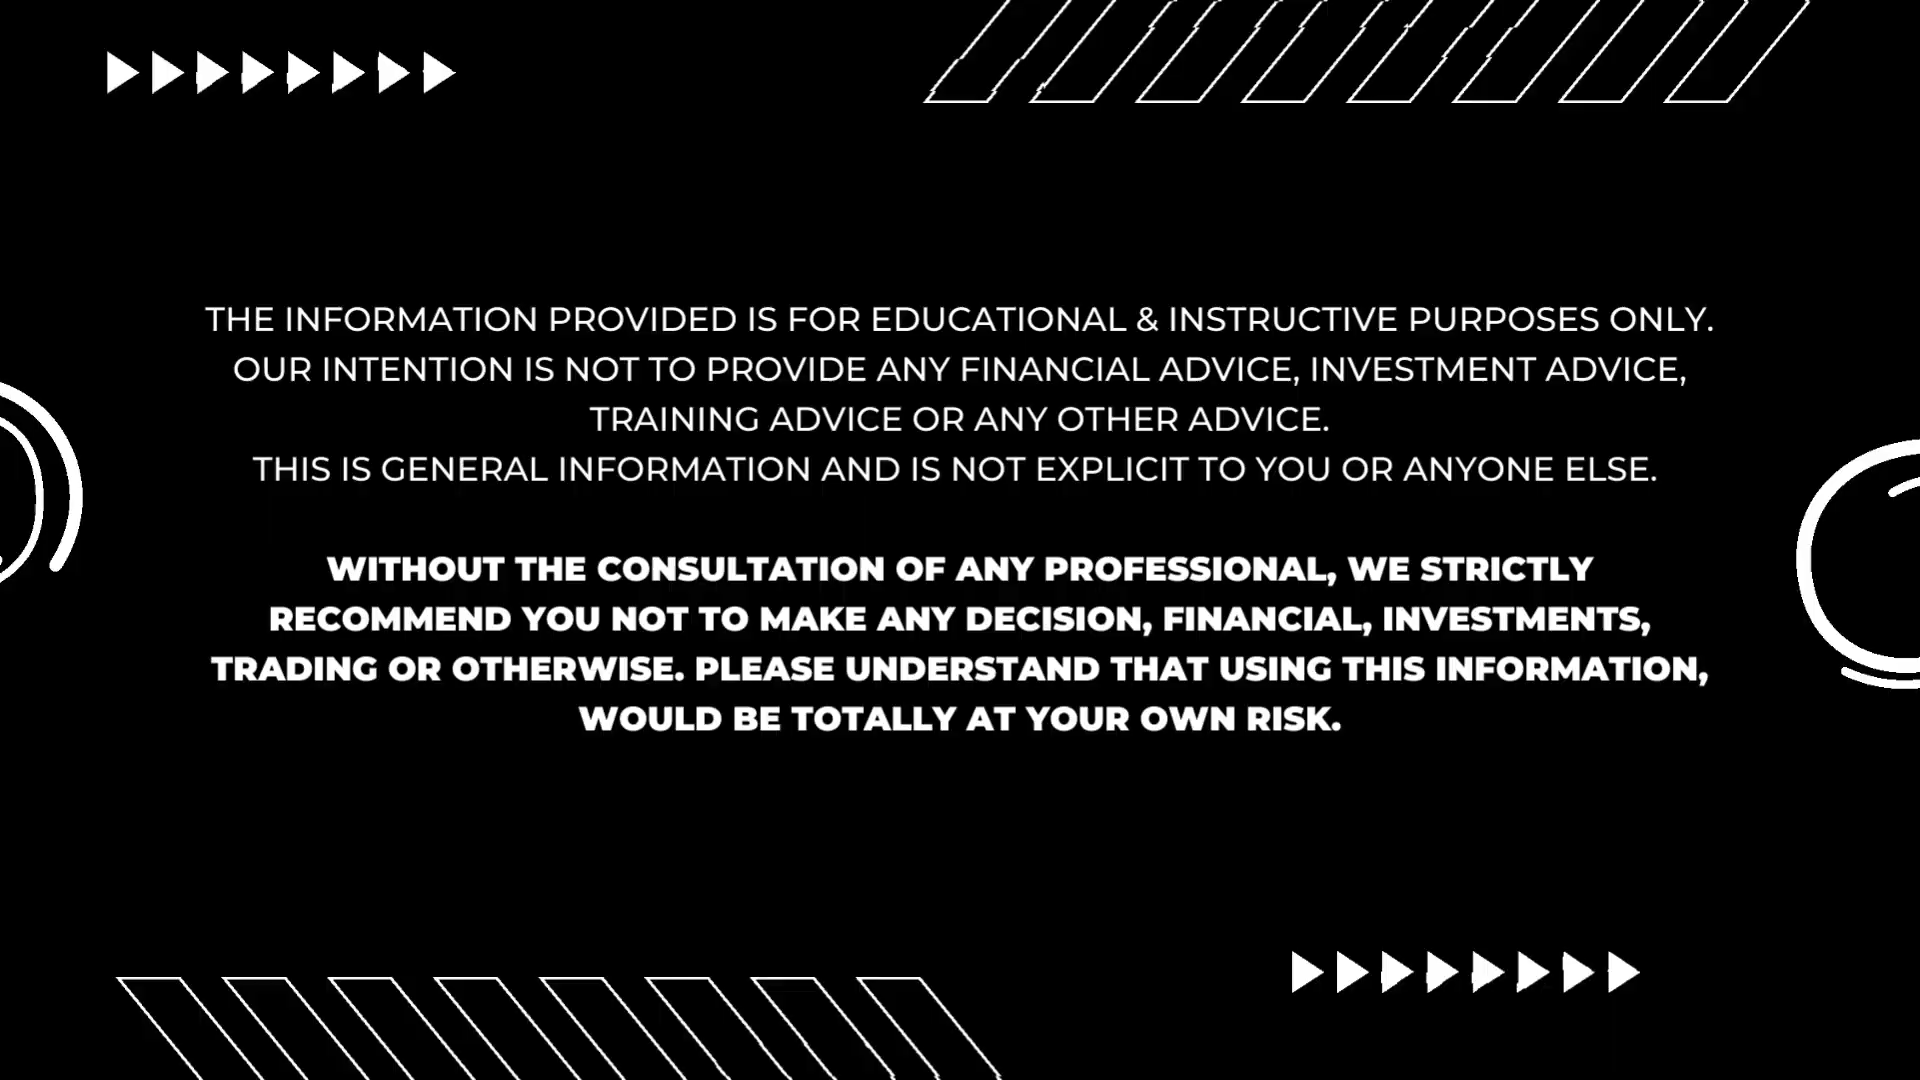 THE INFORMATION PROVIDED IS FOR EDUCATIONAL & INSTRUCTIVE PURPOSES ONLY.
OUR INTENTION IS NOT TO PROVIDE ANY FINANCIAL ADVICE, INVESTMENT ADVICE,
TRAINING ADVICE OR ANY OTHER ADVICE.
THIS IS GENERAL INFORMATION AND IS NOT EXPLICIT TO YOU OR ANYONE ELSE.
WITHOUT THE CONSULTATION OF ANY PROFESSIONAL, WE STRICTLY
RECOMMEND YOU NOT TO MAKE ANY DECISION, FINANCIAL, INVESTMENTS,
TRADING OR OTHERWISE. PLEASE UNDERSTAND THAT USING THIS INFORMATION,
WOULD BE TOTALLY AT YOUR OWN RISK.